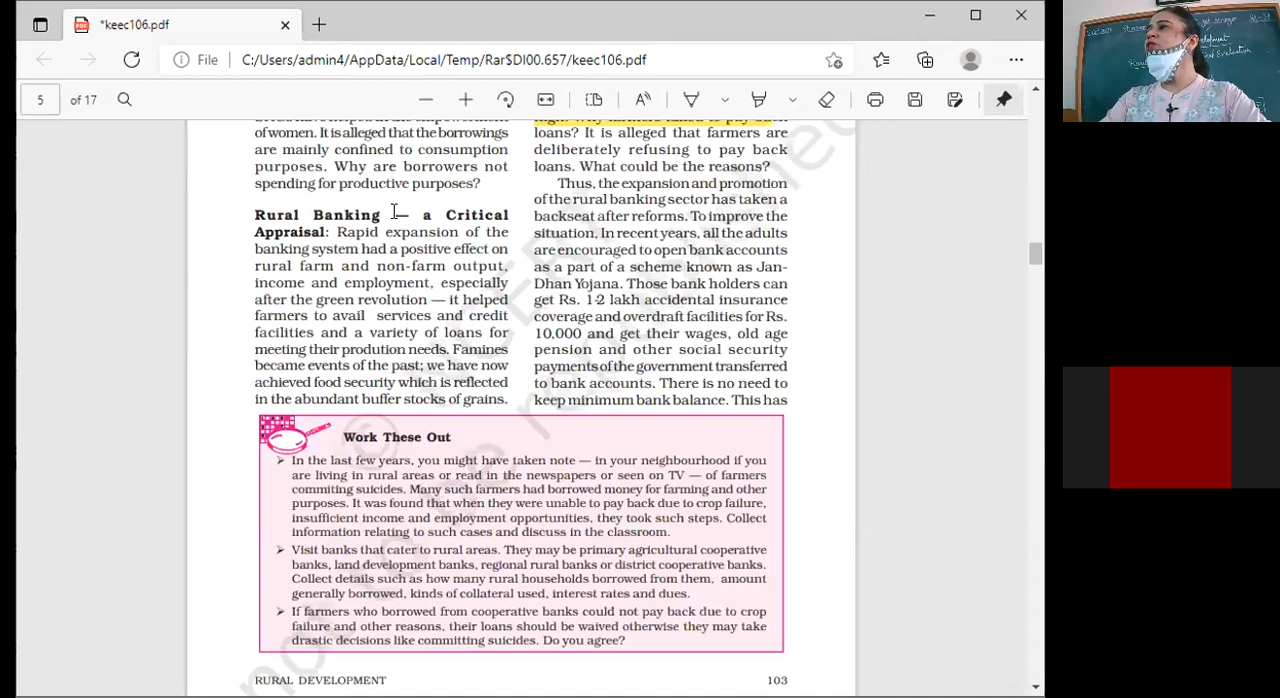 *keec106.pdf
File
C:/Users/admin4/AppData/Local/Temp/Rar$DI00.657/keec106.pdf
5
of 17
of women. It is alleged that the borrowings
are mainly confined to consumption
purposes. Why are borrowers not
spending for productive purposes?
Rural Banking — a Critical
Appraisal: Rapid expansion of the
banking system had a positive effect on
rural farm and non-farm output,
income and employment, especially
after the green revolution — it helped
farmers to avail services and credit
facilities and a variety of loans for
meeting their prodution needs. Famines
became events of the past; we have now
achieved food security which is reflected
in the abundant buffer stocks of grains.
loans? It is alleged that farmers are
deliberately refusing to pay back
loans. What could be the reasons?
Thus, the expansion and promotion
of the rural banking sector has taken a
backseat after reforms. To improve the
situation, In recent years, all the adults
are encouraged to open bank accounts
as a part of a scheme known as Jan-
Dhan Yojana. Those bank holders can
get Rs. 1-2 lakh accidental insurance
coverage and overdraft facilities for Rs.
10,000 and get their wages, old age
pension and other social security
payments of the government transferred
to bank accounts. There is no need to
keep minimum bank balance. This has
Work These Out
➢ In the last few years, you might have taken note — in your neighbourhood if you
are living in rural areas or read in the newspapers or seen on TV — of farmers
commiting suicides. Many such farmers had borrowed money for farming and other
purposes. It was found that when they were unable to pay back due to crop failure,
insufficient income and employment opportunities, they took such steps. Collect
information relating to such cases and discuss in the classroom.
➢ Visit banks that cater to rural areas. They may be primary agricultural cooperative
banks, land development banks, regional rural banks or district cooperative banks.
Collect details such as how many rural households borrowed from them, amount
generally borrowed, kinds of collateral used, interest rates and dues.
➢ If farmers who borrowed from cooperative banks could not pay back due to crop
failure and other reasons, their loans should be waived otherwise they may take
drastic decisions like committing suicides. Do you agree?
RURAL DEVELOPMENT
103